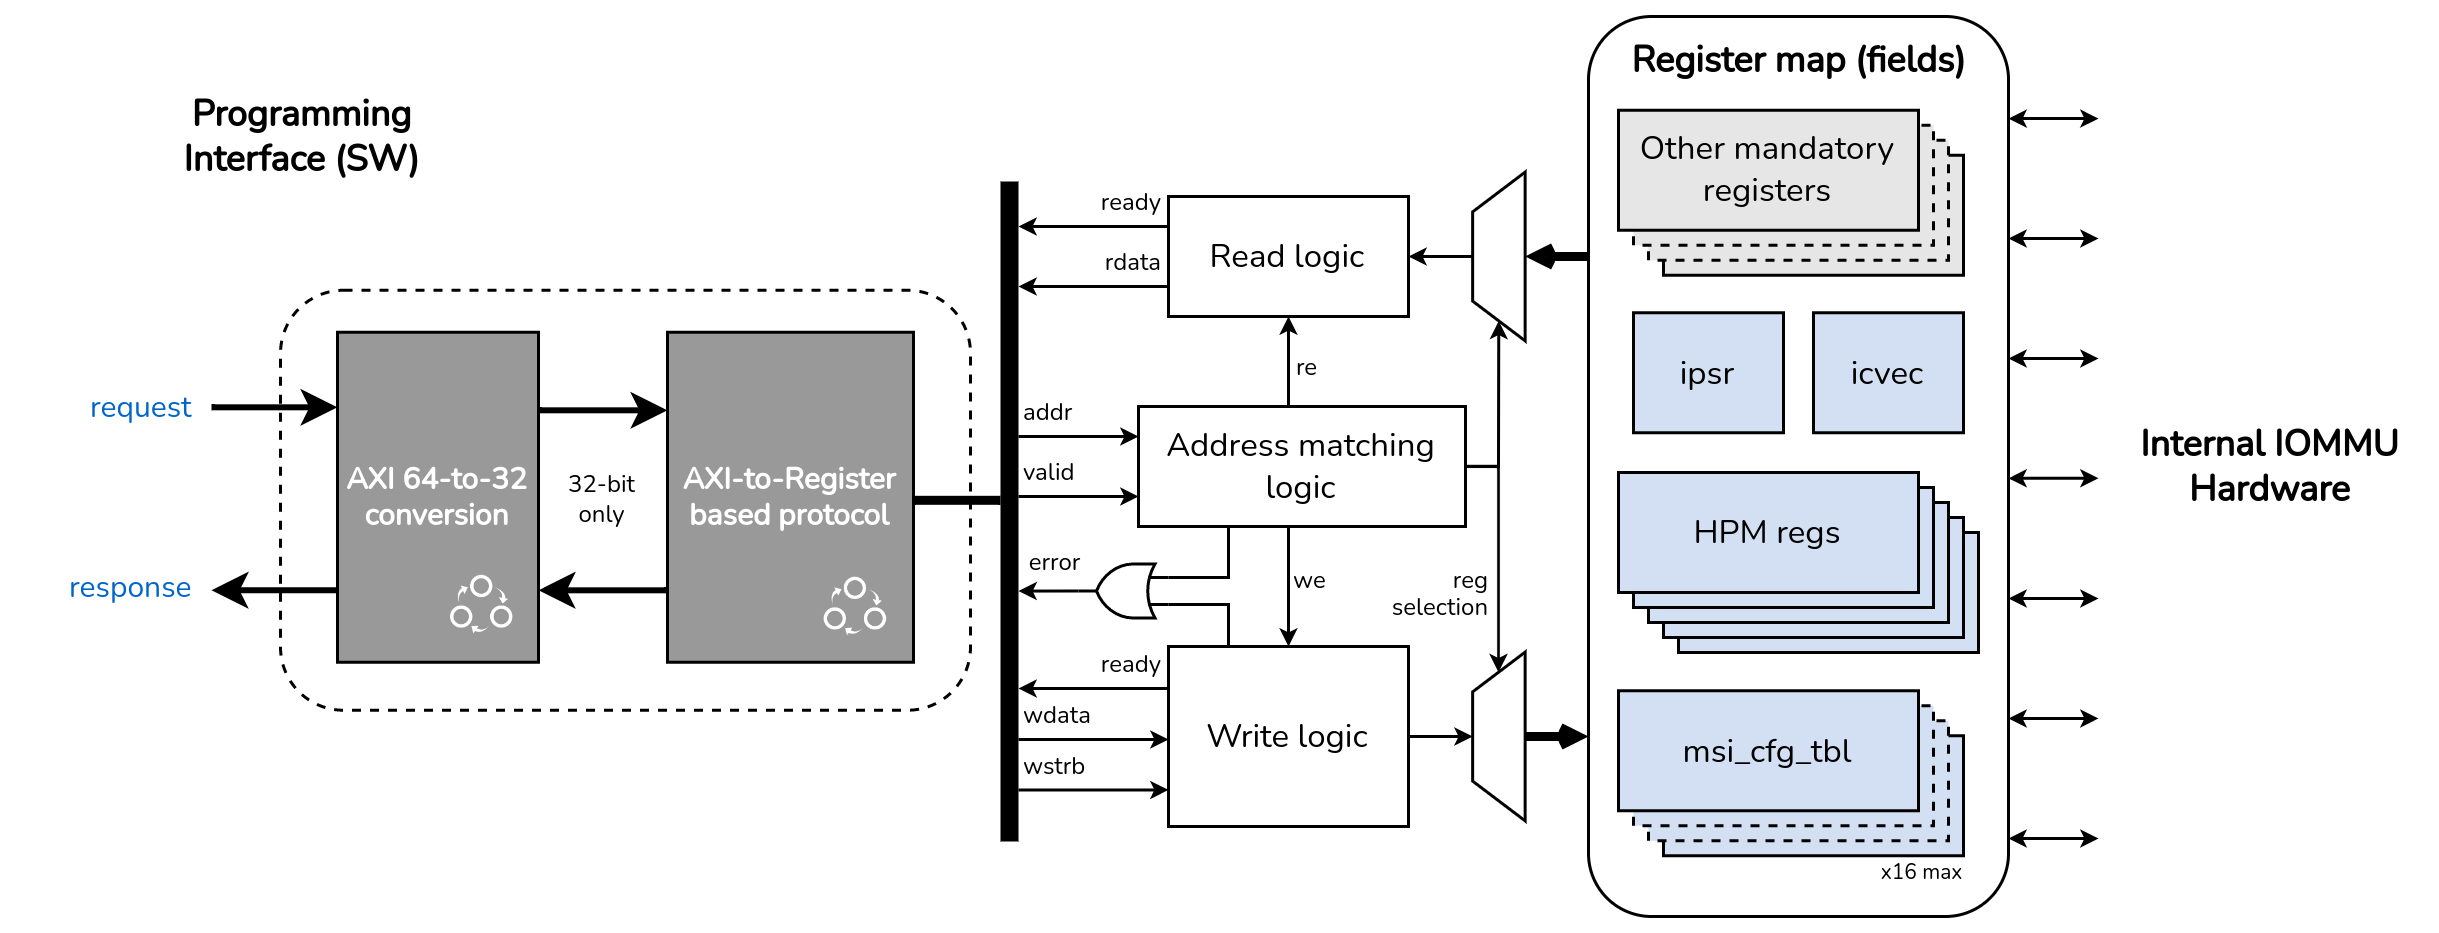 Programming
Interface (SW)
request
response
AXI 64-to-32
conversion
32-bit
only
AXI-to-Register
based protocol
ready
rdata
Read logic
re
addr
valid
Address matching
logic
error
we
reg
selection
ready
wdata
wstrb
Write logic
Register map (fields)
Other mandatory
registers
ipsr
icvec
HPM regs
msi_cfg_tbl
x16 max
Internal IOMMU
Hardware